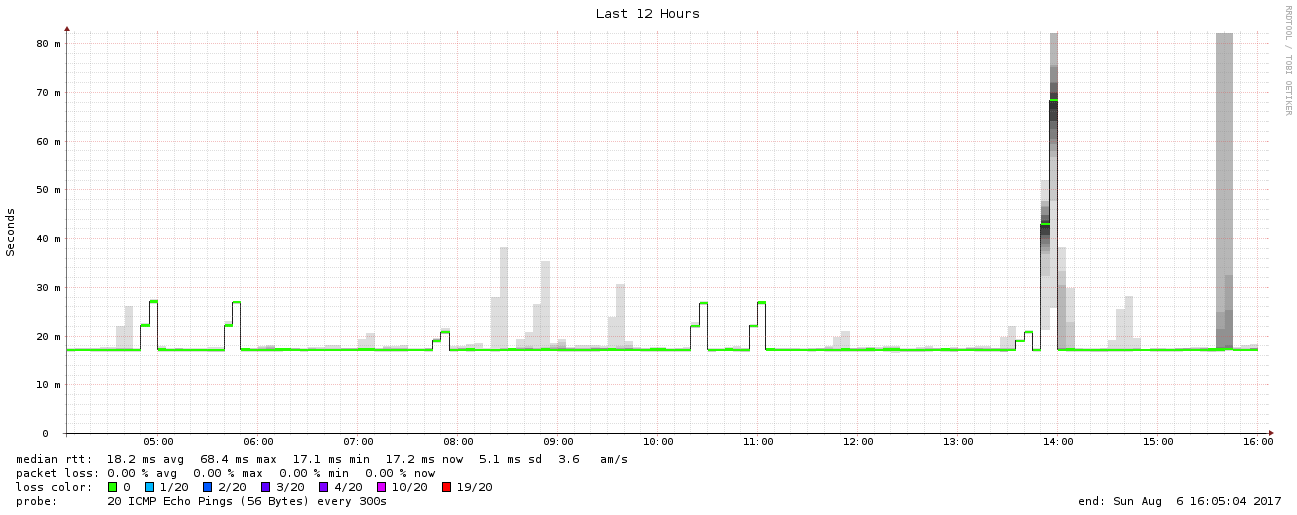 Last 12 Hours
RRDTOOL / TOBI OETIKER
Seconds
80 m
70 m
60 m
50 m
40 m
30 m
20 m
10 m
0
05:00 06:00 07:00 08:00 09:00 10:00 11:00 12:00 13:00 14:00 15:00 16:00
median rtt: 18.2 ms avg 68.4 ms max 17.1 ms min 17.2 ms now 5.1 ms sd 3.6 am/s
packet loss: 0.00 % avg 0.00 % max 0.00 % min 0.00 % now
loss color: 0 1/20 2/20 3/20 4/20 10/20 19/20
probe: 20 ICMP Echo Pings (56 Bytes) every 300s end: Sun Aug 6 16:05:04 2017